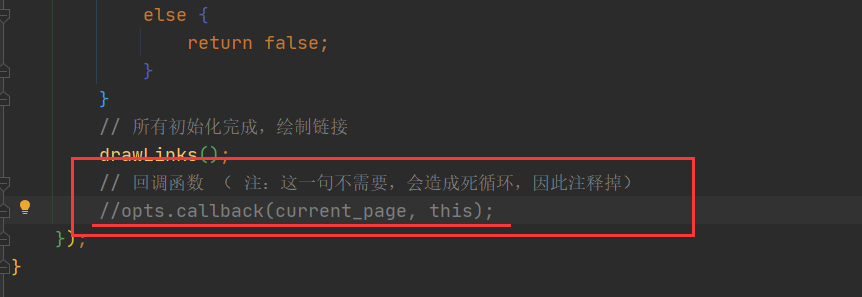 else {
return false;
}
}
// 所有初始化完成，绘制链接
drawLinks();
// 回调函数 （ 注：这一句不需要，会造成死循环，因此注释掉）
//opts.callback(current_page, this);
});
}